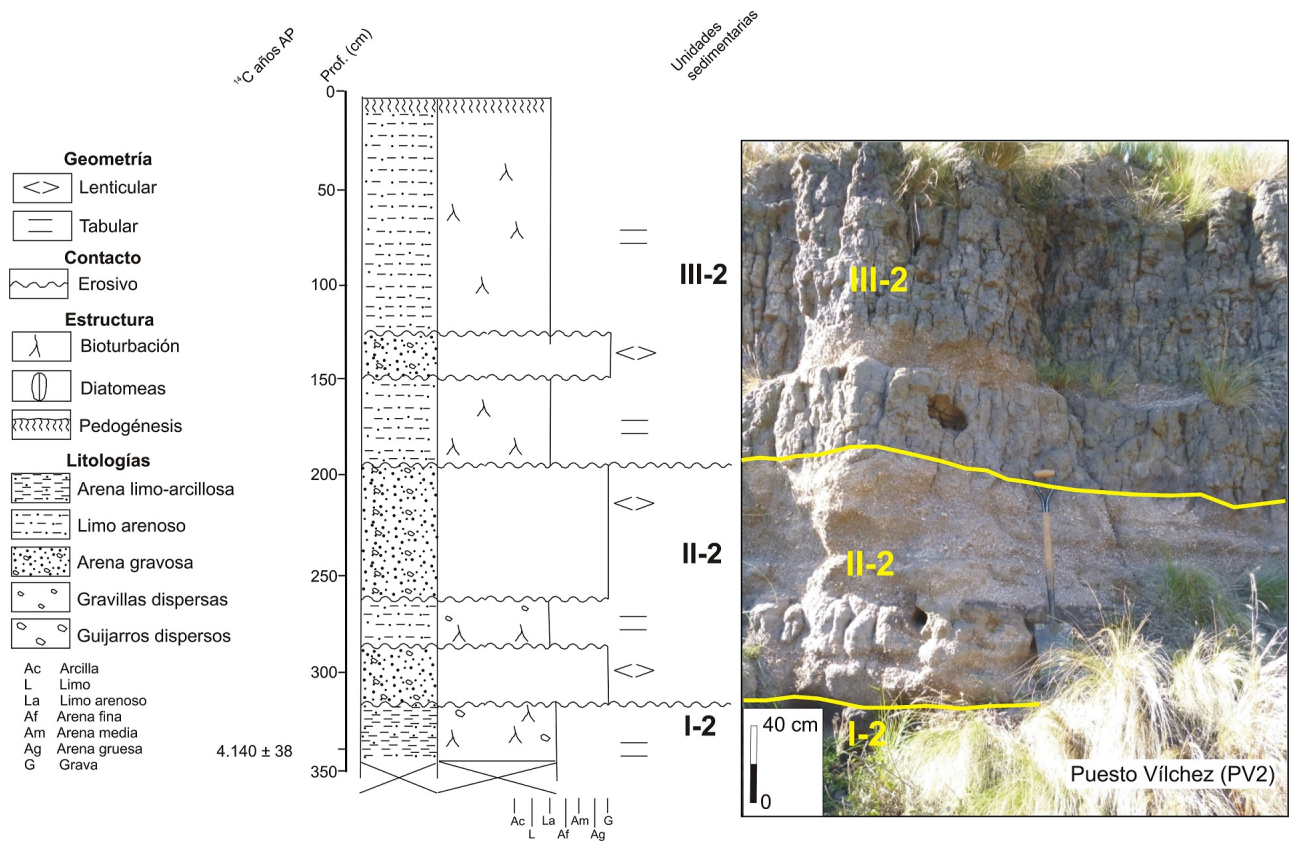 ¹⁴C años AP
Prof. (cm)
Unidades
sedimentarias
Geometría
Lenticular
Tabular
Contacto
Erosivo
Estructura
Bioturbación
Diatomeas
Pedogénesis
Litologías
Arena limo-arcillosa
Limo arenoso
Arena gravosa
Gravillas dispersas
Guijarros dispersos
Ac Arcilla
L Limo
La Limo arenoso
Af Arena fina
Am Arena media
Ag Arena gruesa
G Grava
4.140 ± 38
0
50
100
150
200
250
300
350
III-2
II-2
I-2
Ac
L
La
Af
Am
Ag
G
III-2
II-2
I-2
40 cm
0
Puesto Vílchez (PV2)